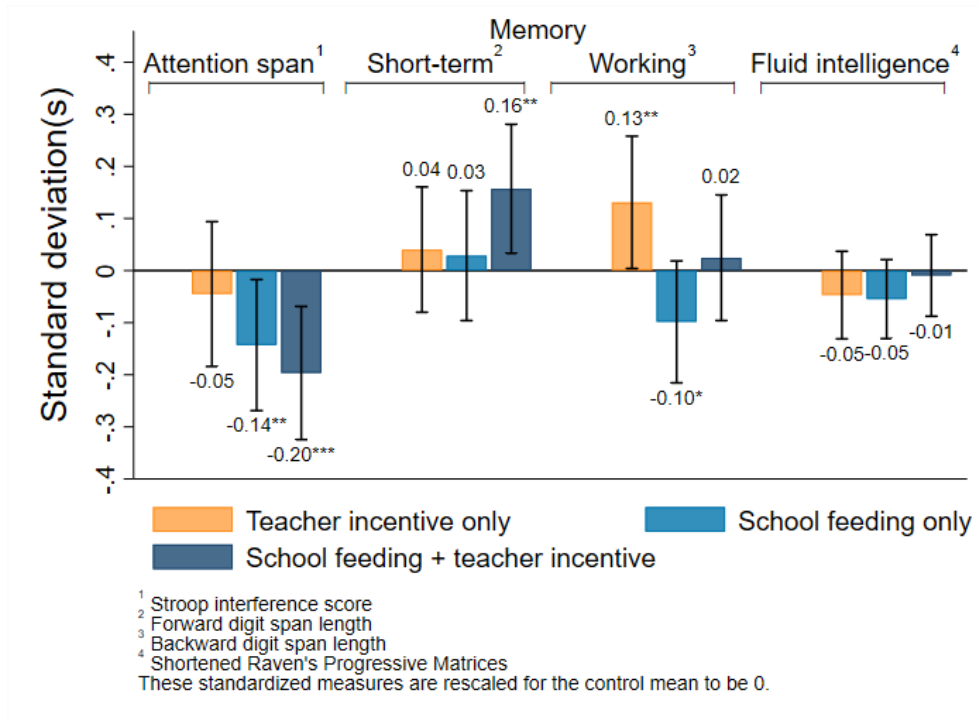 Memory
Attention span1 Short-term2 Working3 Fluid intelligence4
Standard deviation(s)
.4
.3
.2
.1
0
-.1
-.2
-.3
-.4
-0.05
-0.14**
-0.20***
0.04
0.03
0.16**
0.13**
-0.10*
0.02
-0.05
-0.05
-0.01
Teacher incentive only
School feeding only
School feeding + teacher incentive
1 Stroop interference score
2 Forward digit span length
3 Backward digit span length
4 Shortened Raven's Progressive Matrices
These standardized measures are rescaled for the control mean to be 0.